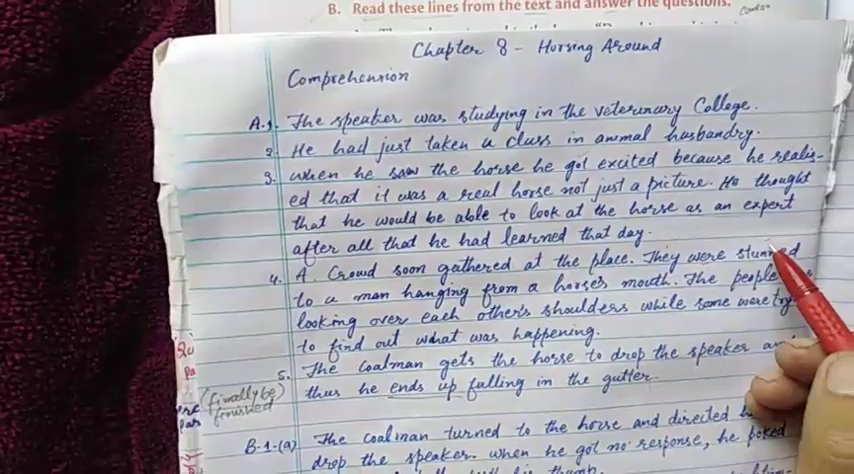 B. Read these lines from the text and answer the questions.
Chapter 8 - Horsing Around
Comprehension
A.1. The speaker was studying in the veterinary College.
2. He had just taken a class in animal husbandry.
3. when he saw the horse he got excited because he realis-
ed that it was a real horse not just a picture. He thought
that he would be able to look at the horse as an expert
after all that he had learned that day.
4. A Crowd soon gathered at the place. They were stunned
to a man hanging from a horse's mouth. The people
looking over each other's shoulders while some were try
to find out what was happening.
5. The coalman gets the horse to drop the speaker an
thus he ends up falling in the gutter.
(finally be
finished
B-1-(a) The coalman turned to the horse and directed
drop the speaker. when he got no response, he poked